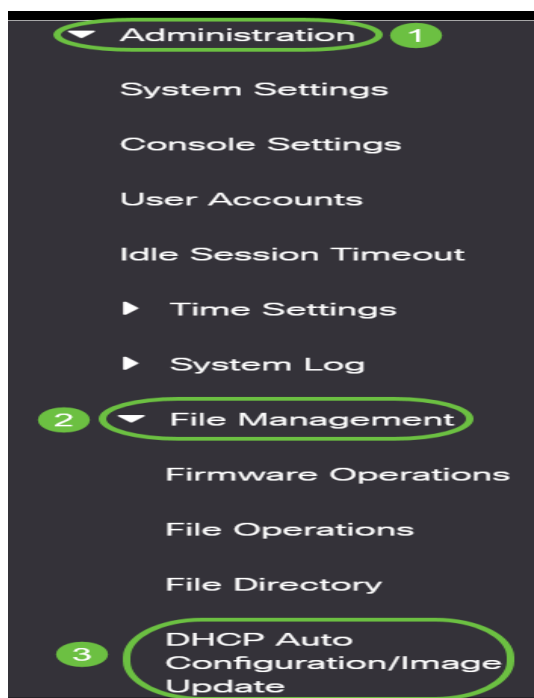 Administration 1
System Settings
Console Settings
User Accounts
Idle Session Timeout
Time Settings
System Log
2 File Management
Firmware Operations
File Operations
File Directory
3 DHCP Auto
Configuration/Image
Update